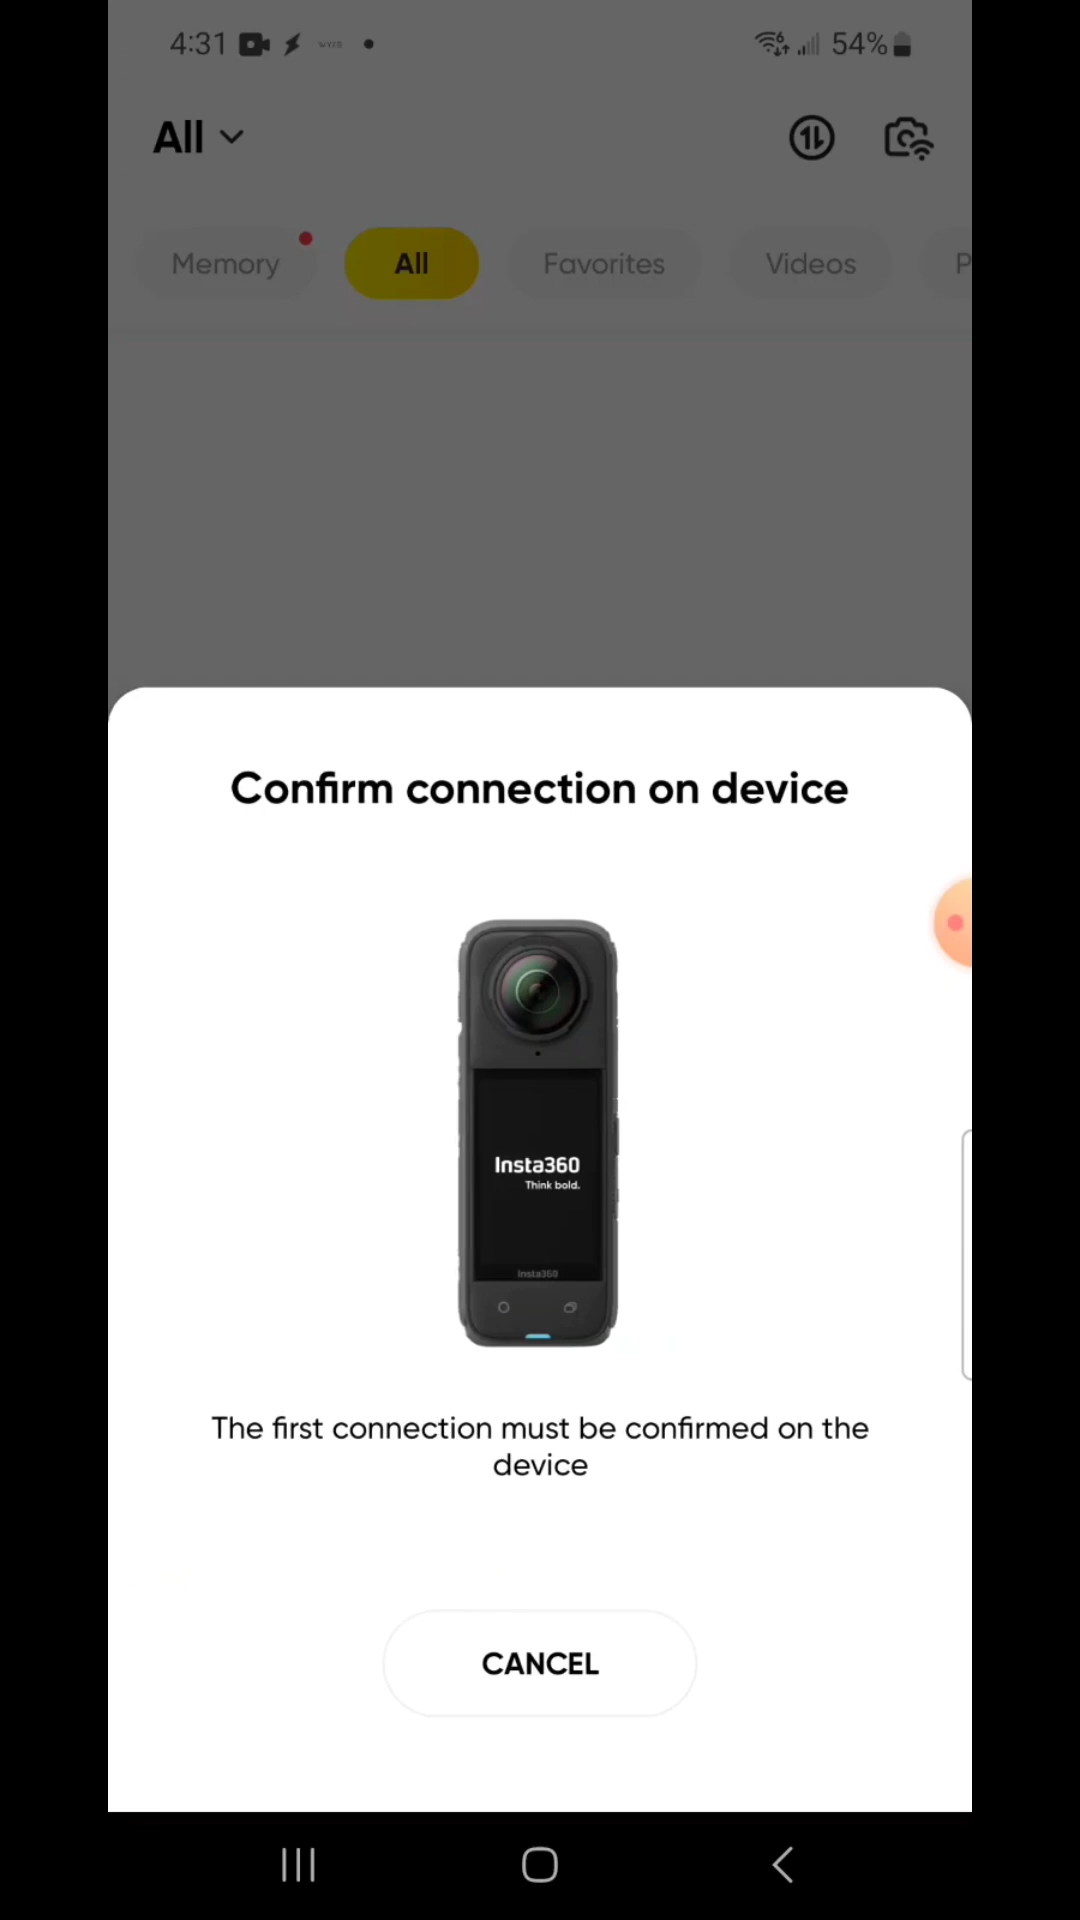 4:31
54%
All
Memory
All
Favorites
Videos
P
Confirm connection on device
Insta360
Think bold.
Insta360
The first connection must be confirmed on the
device
CANCEL